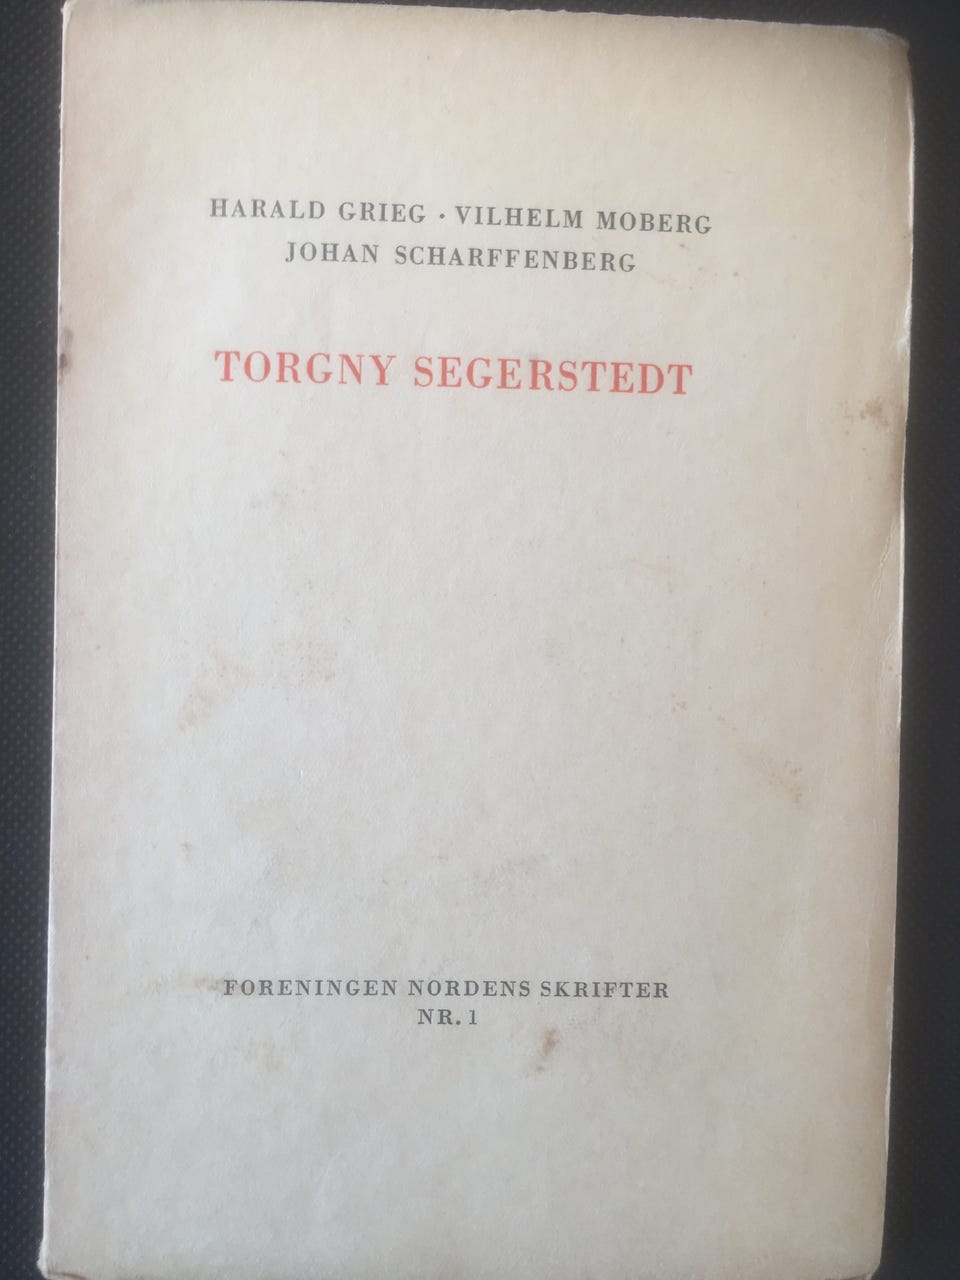 HARALD GRIEG · VILHELM MOBERG
JOHAN SCHARFFENBERG
TORGNY SEGERSTEDT
FORENINGEN NORDENS SKRIFTER
NR. 1